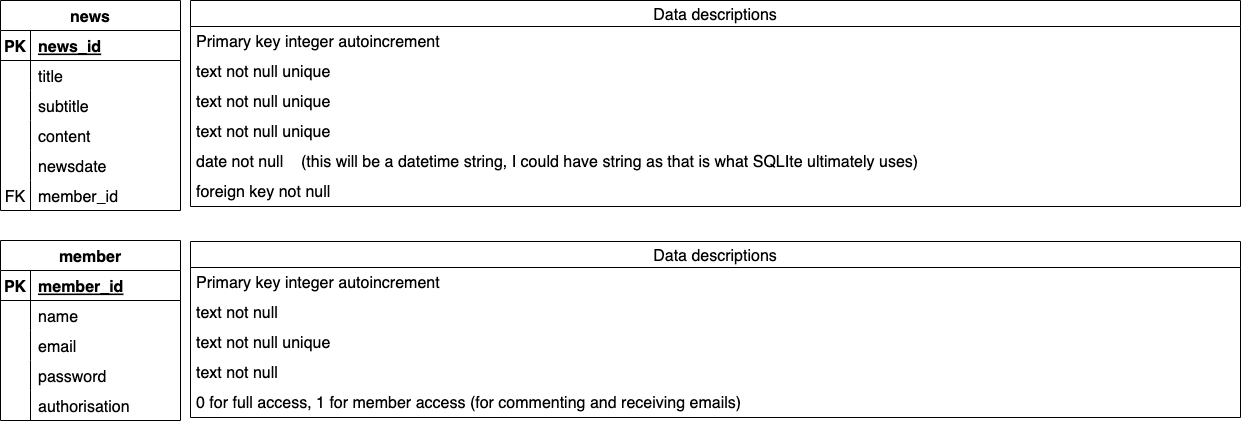 news
Data descriptions
PK news_id
Primary key integer autoincrement
title
text not null unique
subtitle
text not null unique
content
text not null unique
newsdate
date not null (this will be a datetime string, I could have string as that is what SQLIte ultimately uses)
FK member_id
foreign key not null
member
Data descriptions
PK member_id
Primary key integer autoincrement
name
text not null
email
text not null unique
password
text not null
authorisation
0 for full access, 1 for member access (for commenting and receiving emails)